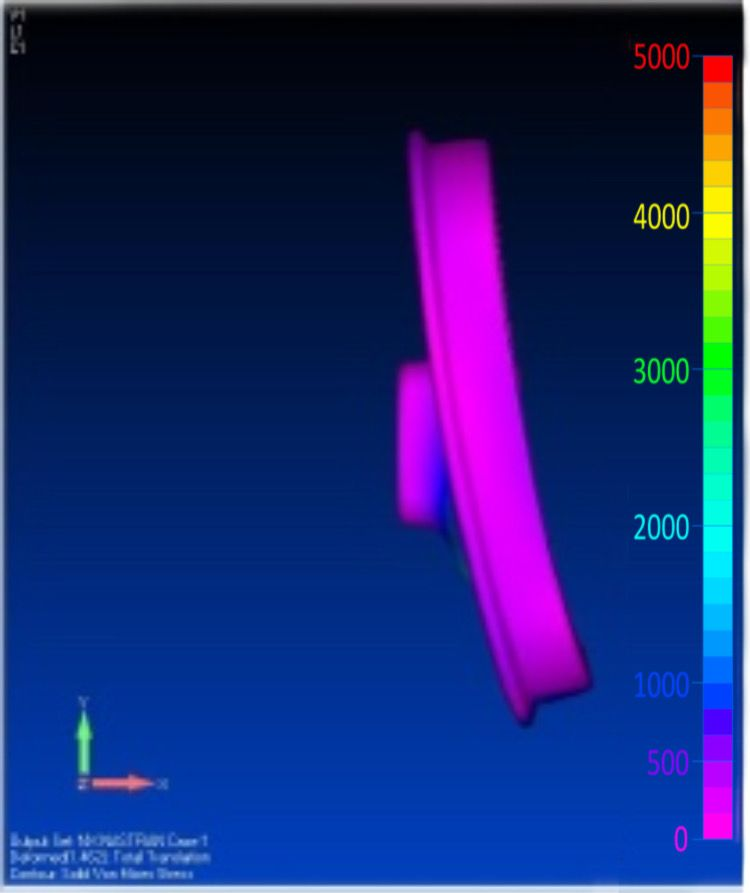 5000
4000
3000
2000
1000
500
0
Y
X
Z
Output Set: NX NASTRAN Case 1
Deformed(1.462): Total Translation
Contour: Solid Von Mises Stress